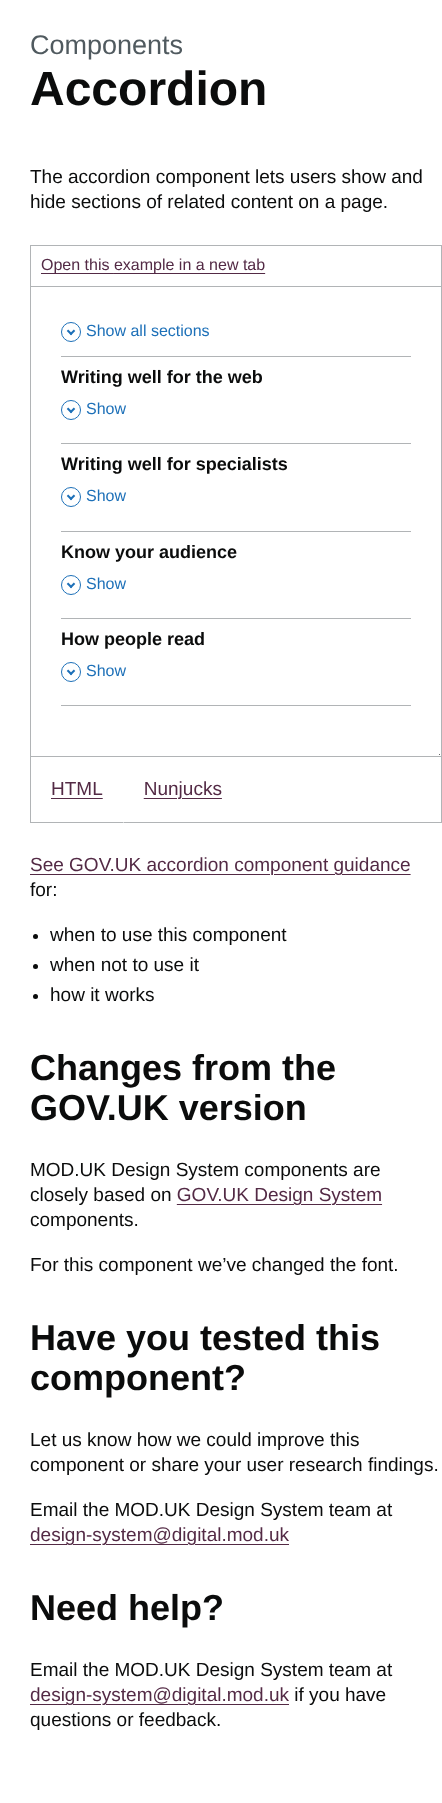 Components
Accordion
The accordion component lets users show and
hide sections of related content on a page.
Open this example in a new tab
Show all sections
Writing well for the web
Show
Writing well for specialists
Show
Know your audience
Show
How people read
Show
HTML Nunjucks
See GOV.UK accordion component guidance
for:
• when to use this component
• when not to use it
• how it works
Changes from the
GOV.UK version
MOD.UK Design System components are
closely based on GOV.UK Design System
components.
For this component we’ve changed the font.
Have you tested this
component?
Let us know how we could improve this
component or share your user research findings.
Email the MOD.UK Design System team at
design-system@digital.mod.uk
Need help?
Email the MOD.UK Design System team at
design-system@digital.mod.uk if you have
questions or feedback.